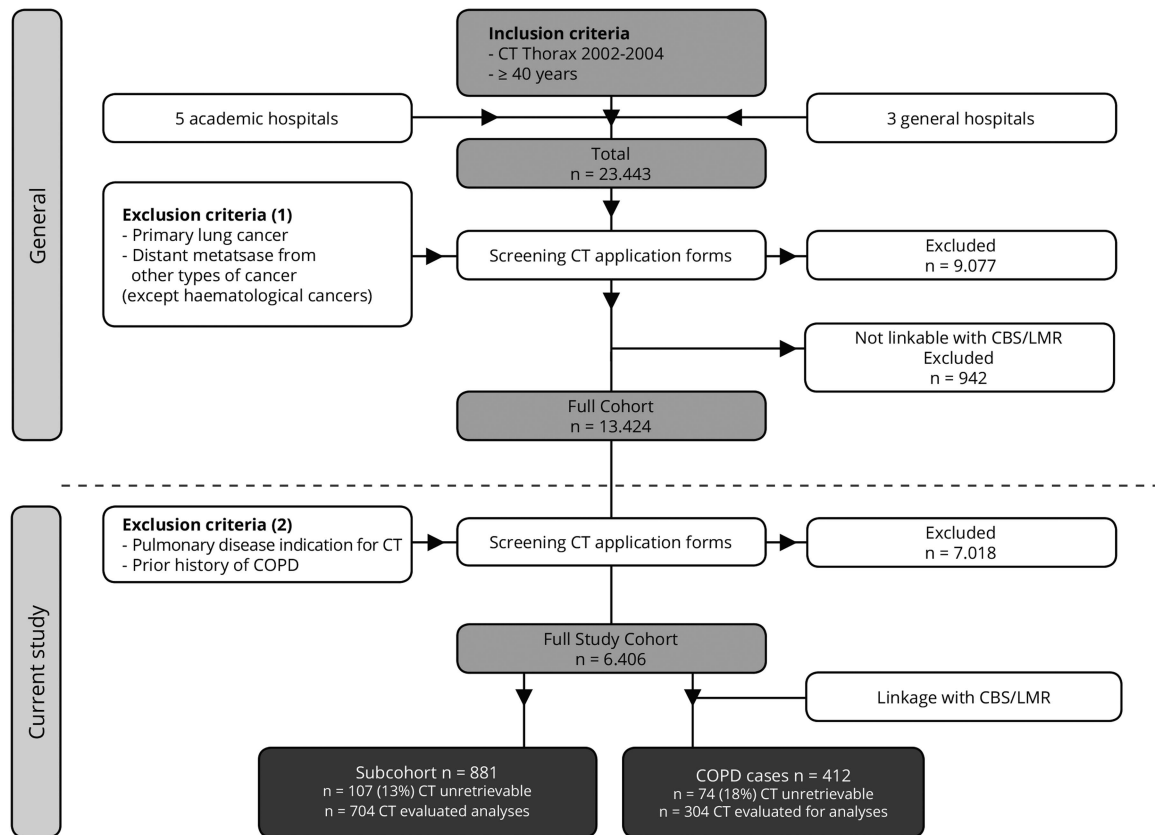 General
Inclusion criteria
- CT Thorax 2002-2004
- ≥ 40 years
5 academic hospitals
3 general hospitals
Total
n = 23.443
Exclusion criteria (1)
- Primary lung cancer
- Distant metatsase from
other types of cancer
(except haematological cancers)
Screening CT application forms
Excluded
n = 9.077
Not linkable with CBS/LMR
Excluded
n = 942
Full Cohort
n = 13.424
Current study
Exclusion criteria (2)
- Pulmonary disease indication for CT
- Prior history of COPD
Screening CT application forms
Excluded
n = 7.018
Full Study Cohort
n = 6.406
Linkage with CBS/LMR
Subcohort n = 881
n = 107 (13%) CT unretrievable
n = 704 CT evaluated analyses
COPD cases n = 412
n = 74 (18%) CT unretrievable
n = 304 CT evaluated for analyses